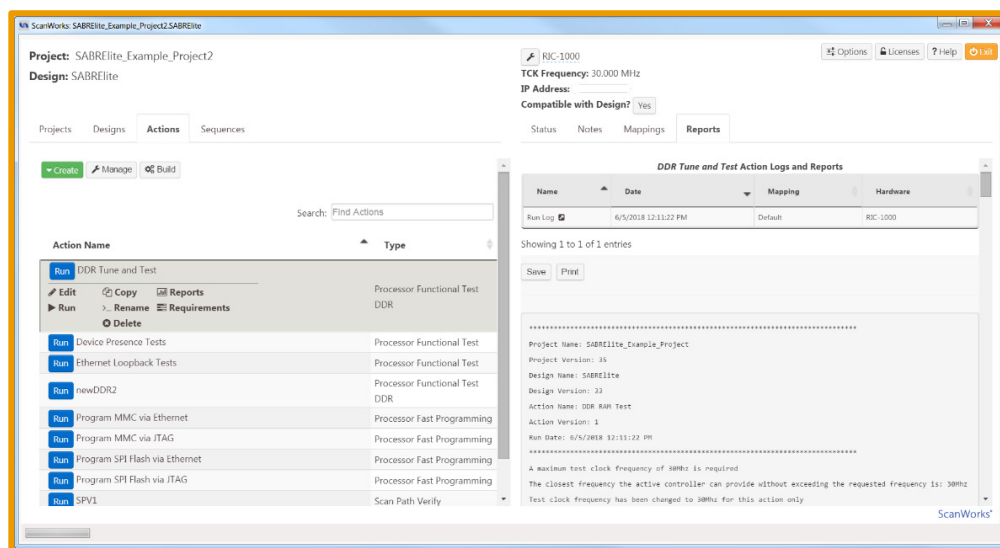 ScanWorks: SABRElite_Example_Project2.SABRElite
Project: SABRElite_Example_Project2
Design: SABRElite
RIC-1000
TCK Frequency: 30.000 MHz
IP Address:
Compatible with Design? Yes
Options Licenses ? Help Exit
Projects Designs Actions Sequences
Status Notes Mappings Reports
Create Manage Build
Search: Find Actions
Action Name Type
Run DDR Tune and Test
Edit Copy Reports
Run Rename Requirements
Delete
Processor Functional Test
DDR
Run Device Presence Tests Processor Functional Test
Run Ethernet Loopback Tests Processor Functional Test
Run newDDR2 Processor Functional Test
DDR
Run Program MMC via Ethernet Processor Fast Programming
Run Program MMC via JTAG Processor Fast Programming
Run Program SPI Flash via Ethernet Processor Fast Programming
Run Program SPI Flash via JTAG Processor Fast Programming
Run SPV1 Scan Path Verify
DDR Tune and Test Action Logs and Reports
Name Date Mapping Hardware
Run Log 6/5/2018 12:11:22 PM Default RIC-1000
Showing 1 to 1 of 1 entries
Save Print
********************************************************************************
Project Name: SABRElite_Example_Project
Project Version: 35
Design Name: SABRElite
Design Version: 33
Action Name: DDR RAM Test
Action Version: 1
Run Date: 6/5/2018 12:11:22 PM
********************************************************************************
A maximum test clock frequency of 30Mhz is required
The closest frequency the active controller can provide without exceeding the requested frequency is: 30Mhz
Test clock frequency has been changed to 30Mhz for this action only
ScanWorks